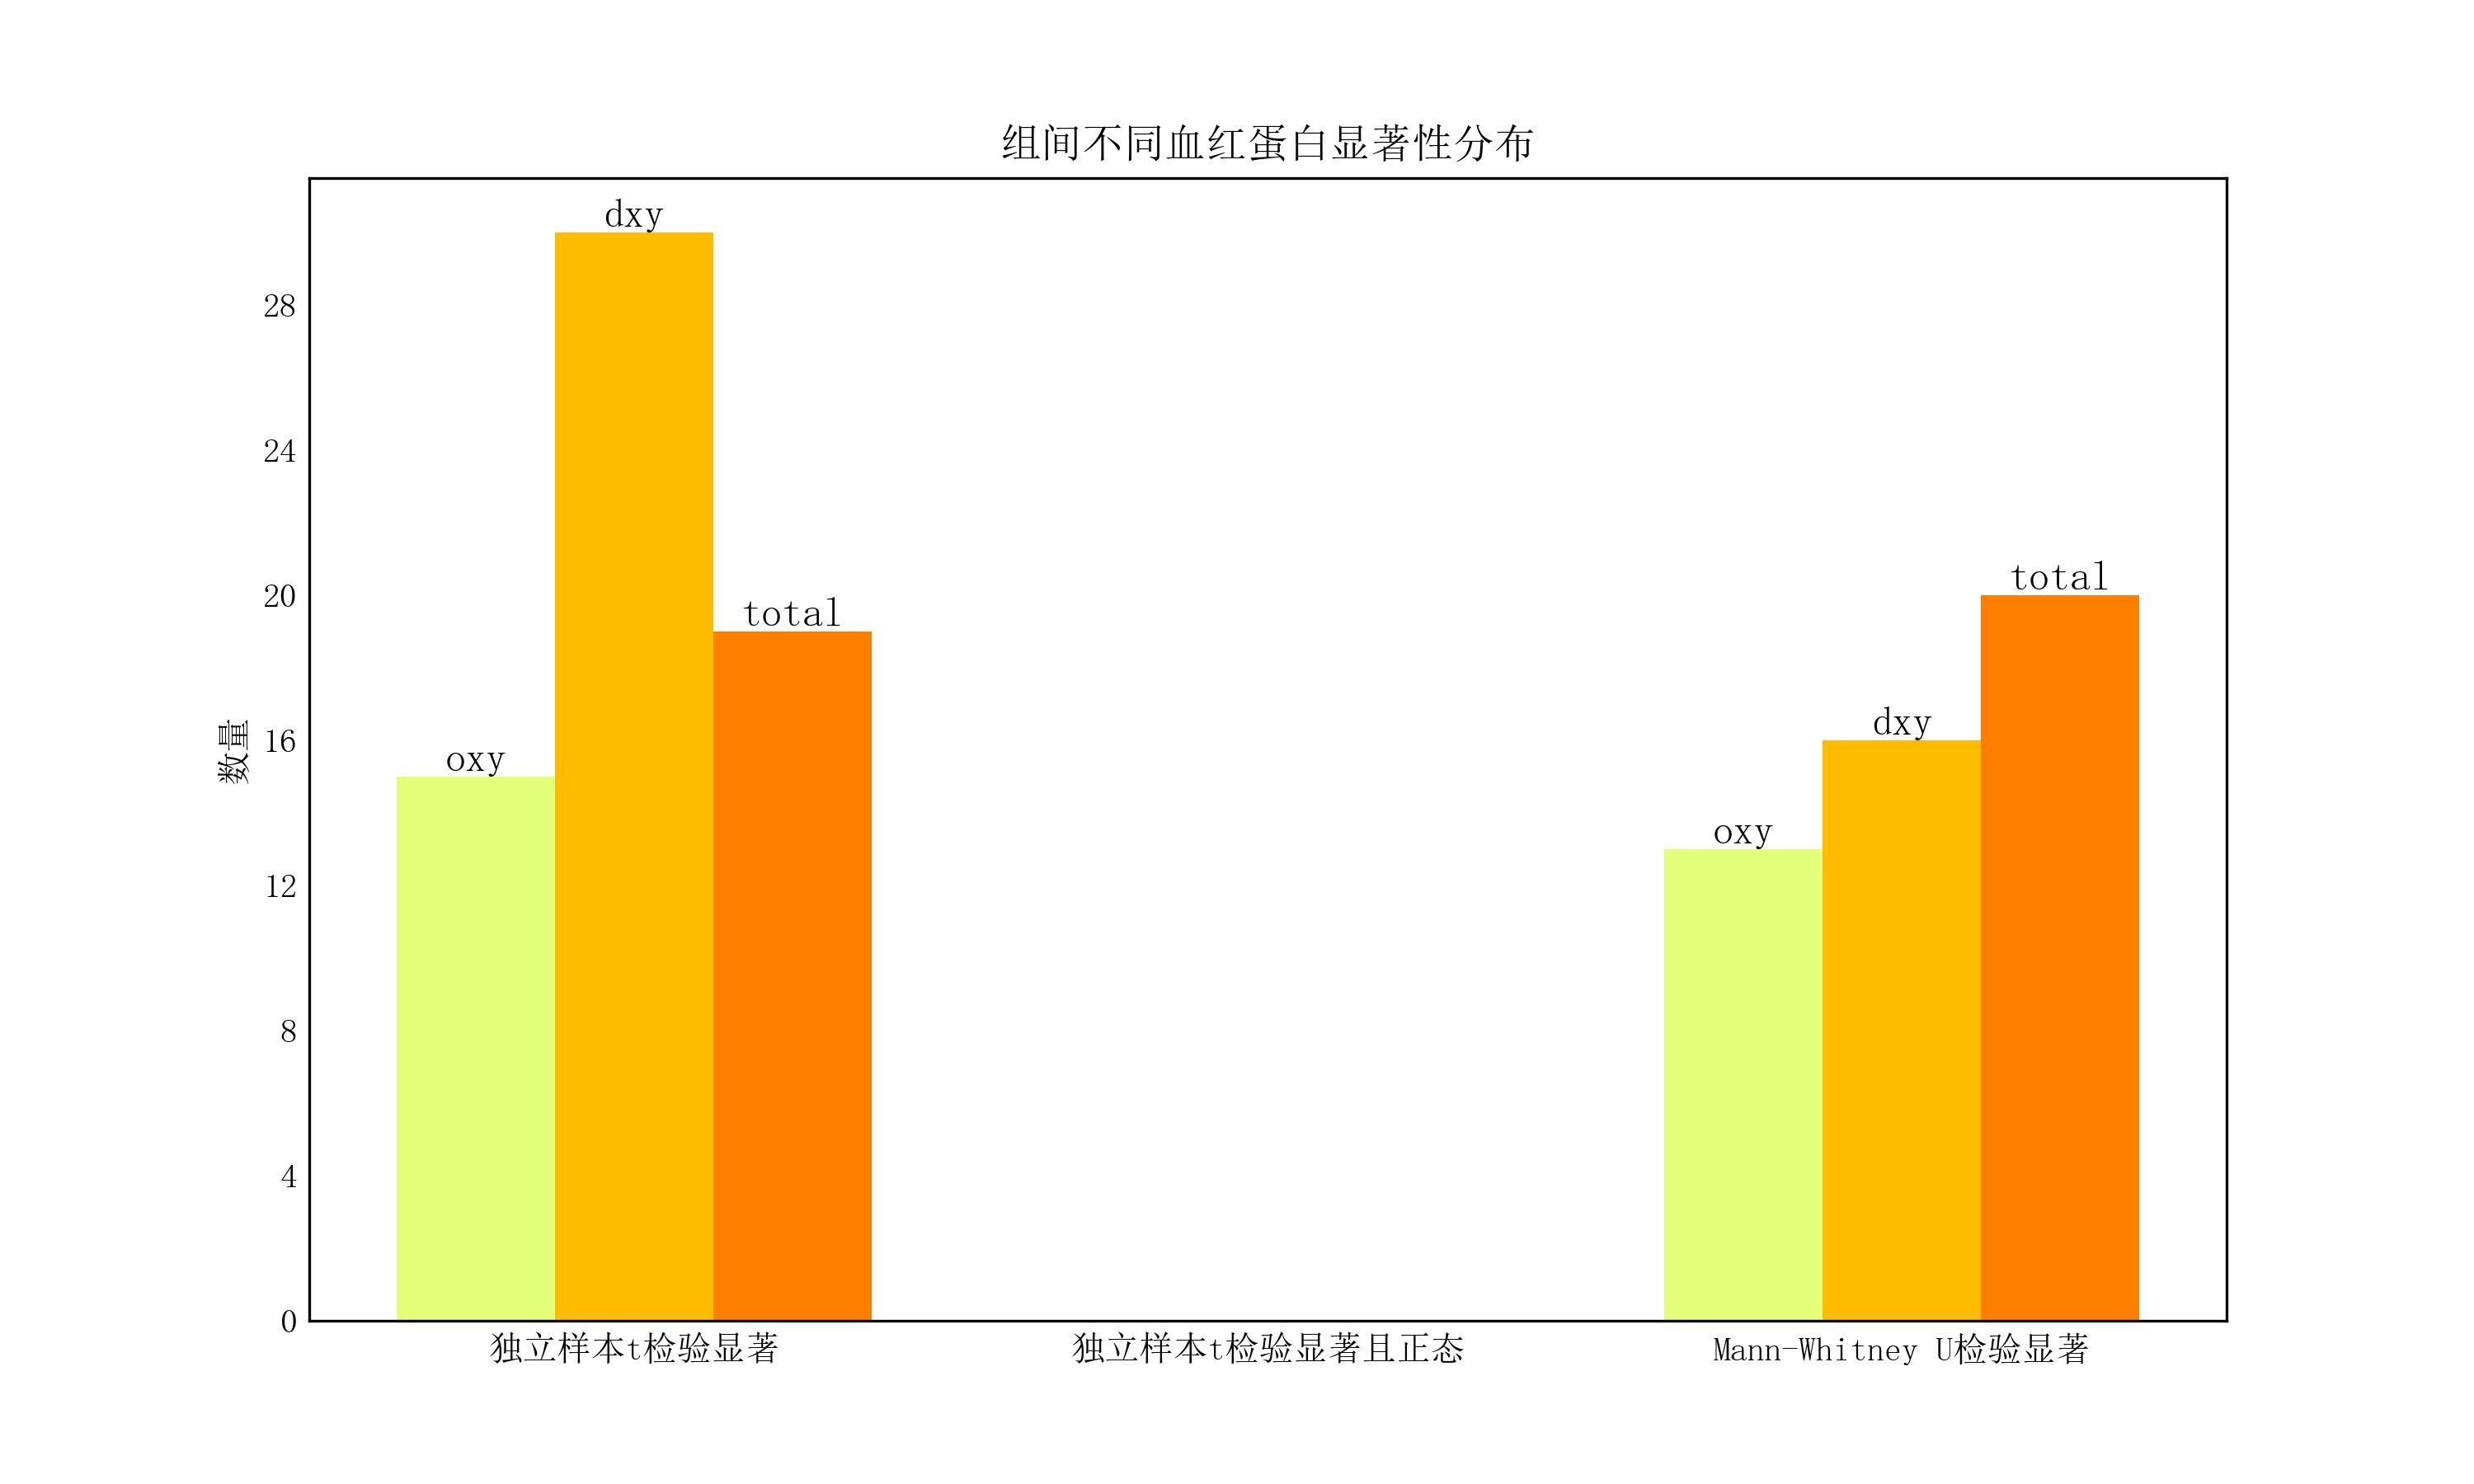 组间不同血红蛋白显著性分布
dxy
28
24
total
total
20
dxy
数量
16
oxy
oxy
12
8
4
0
独立样本t检验显著
独立样本t检验显著且正态
Mann-Whitney U检验显著